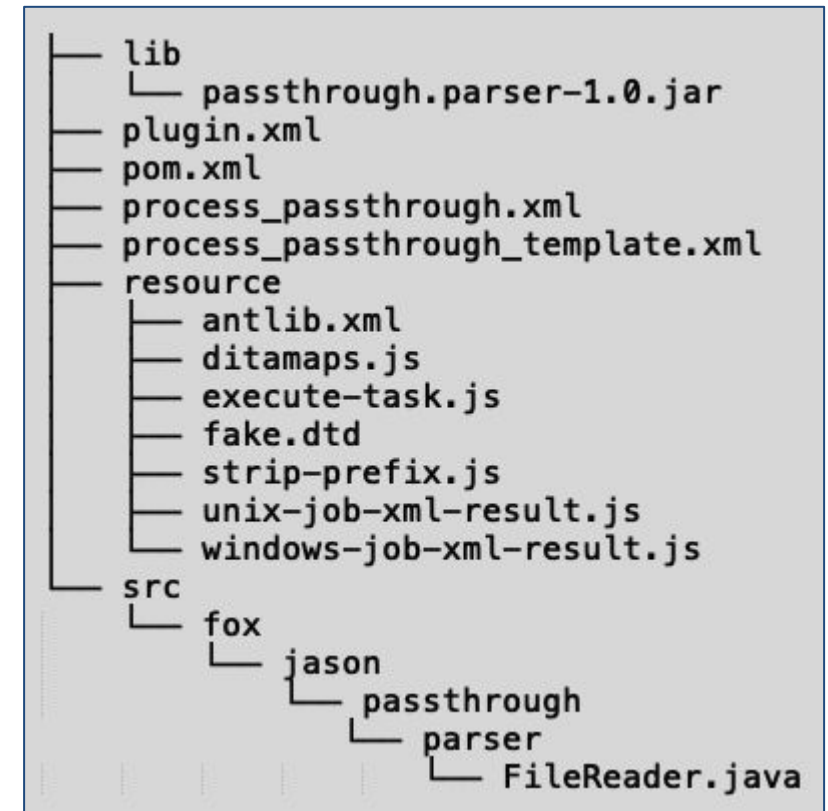 ├── lib
│   └── passthrough.parser-1.0.jar
├── plugin.xml
├── pom.xml
├── process_passthrough.xml
├── process_passthrough_template.xml
├── resource
│   ├── antlib.xml
│   ├── ditamaps.js
│   ├── execute-task.js
│   ├── fake.dtd
│   ├── strip-prefix.js
│   ├── unix-job-xml-result.js
│   └── windows-job-xml-result.js
└── src
    └── fox
        └── jason
            └── passthrough
                └── parser
                    └── FileReader.java